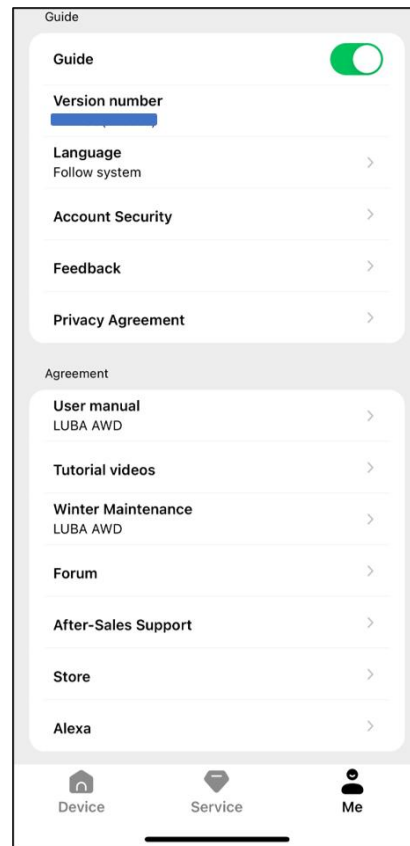 Guide
Guide
Version number
Language
Follow system
Account Security
Feedback
Privacy Agreement
Agreement
User manual
LUBA AWD
Tutorial videos
Winter Maintenance
LUBA AWD
Forum
After-Sales Support
Store
Alexa
Device
Service
Me